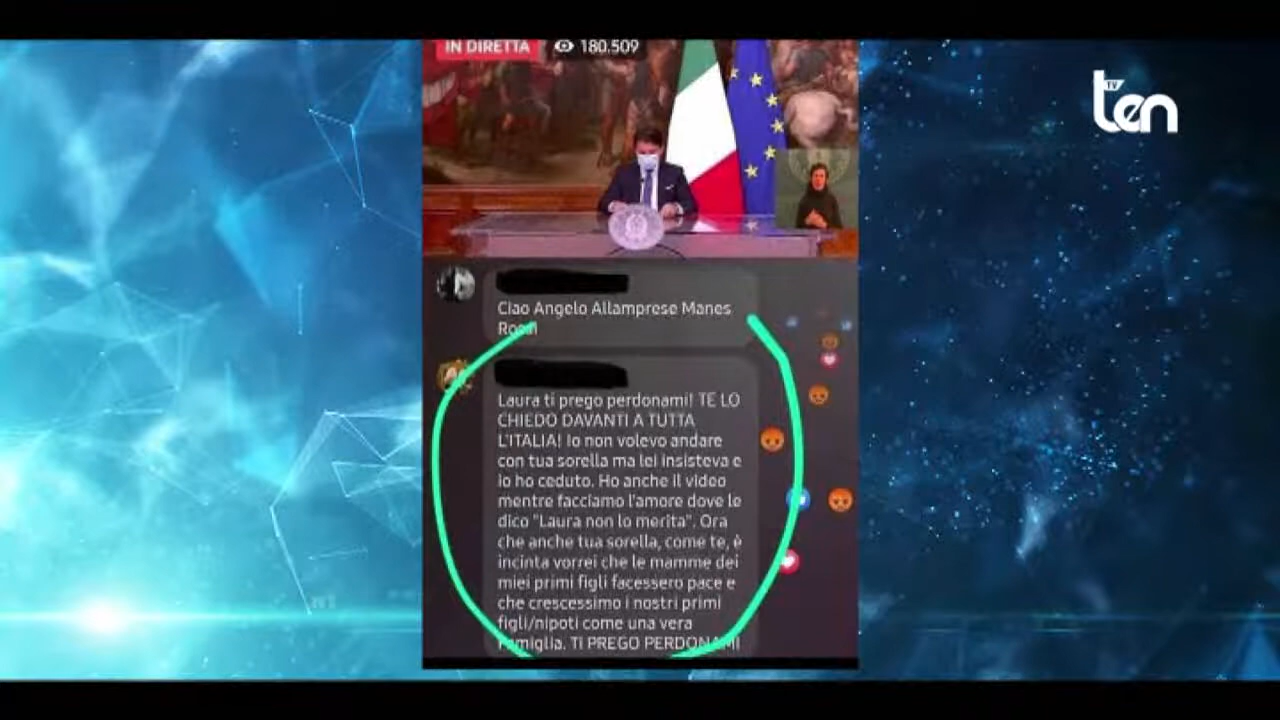 IN DIRETTA 180.509
TV
ten
Ciao Angelo Allamprese Manes
Rossi
Laura ti prego perdonami! TE LO
CHIEDO DAVANTI A TUTTA
L'ITALIA! Io non volevo andare
con tua sorella ma lei insisteva e
io ho ceduto. Ho anche il video
mentre facciamo l'amore dove le
dico "Laura non lo merita". Ora
che anche tua sorella, come te, è
incinta vorrei che le mamme dei
miei primi figli facessero pace e
che crescessimo i nostri primi
figli/nipoti come una vera
famiglia. TI PREGO PERDONAMI